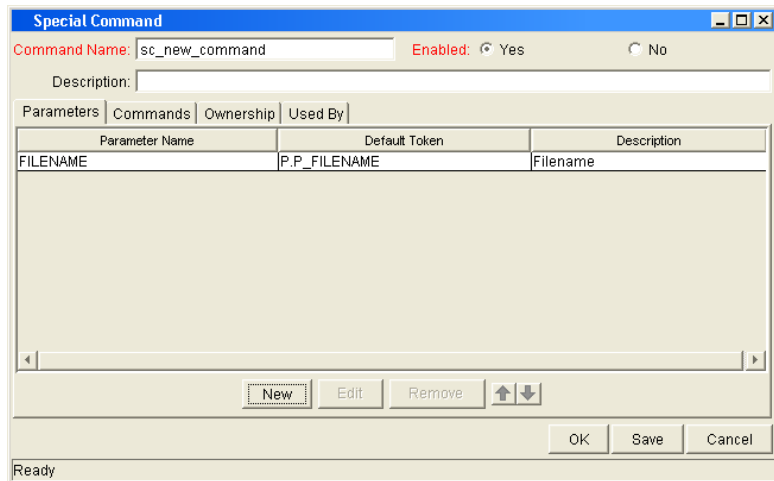 Special Command
Command Name: sc_new_command Enabled: Yes No
Description:
Parameters Commands Ownership Used By
Parameter Name Default Token Description
FILENAME P.P_FILENAME Filename
New Edit Remove
OK Save Cancel
Ready